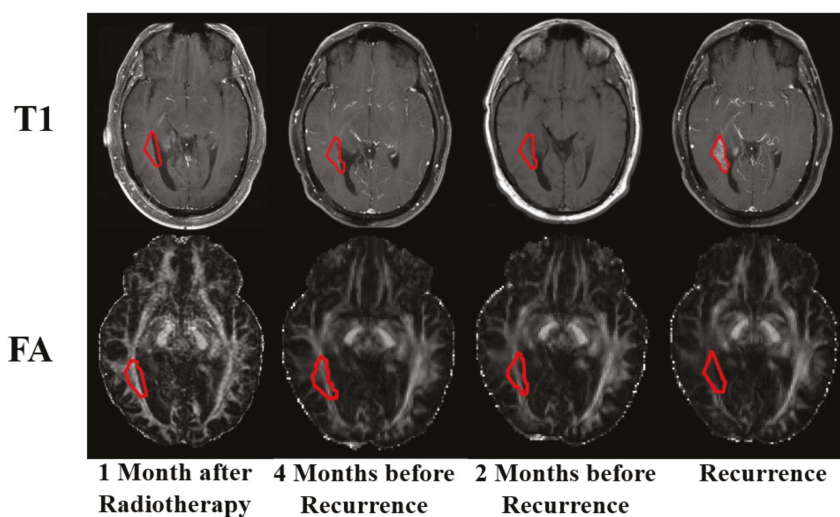 T1
FA
1 Month after
Radiotherapy
4 Months before
Recurrence
2 Months before
Recurrence
Recurrence